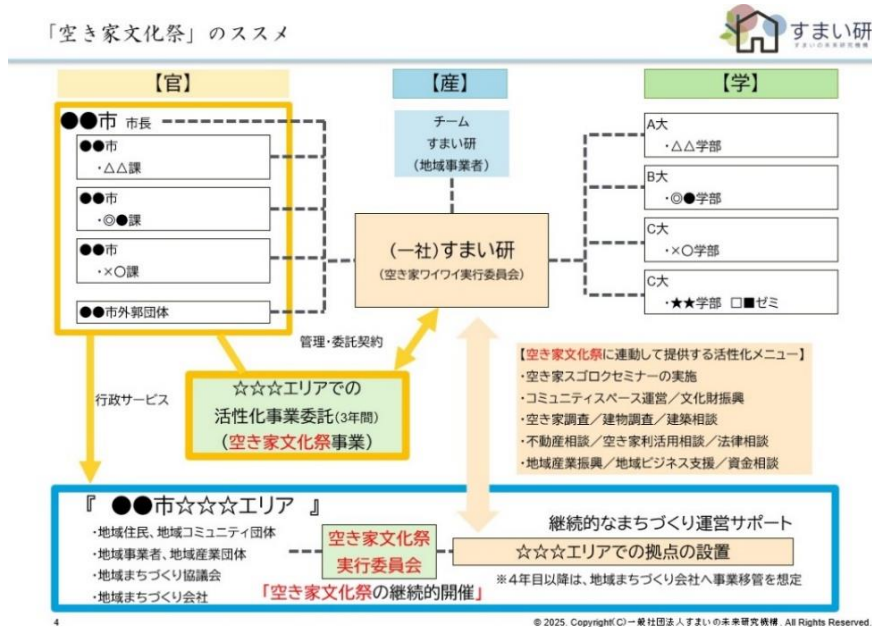 「空き家文化祭」のススメ
すまい研
すまいの未来研究機構
【官】
【産】
【学】
●●市 市長
●●市
・△△課
●●市
・◎●課
●●市
・×○課
●●市外郭団体
チーム
すまい研
(地域事業者)
(一社)すまい研
(空き家ワイワイ実行委員会)
A大
・△△学部
B大
・◎●学部
C大
・×○学部
C大
・★★学部 □■ゼミ
管理・委託契約
行政サービス
☆☆☆エリアでの
活性化事業委託(3年間)
(空き家文化祭事業)
【空き家文化祭に連動して提供する活性化メニュー】
・空き家スゴロクセミナーの実施
・コミュニティスペース運営/文化財振興
・空き家調査/建物調査/建築相談
・不動産相談/空き家利活用相談/法律相談
・地域産業振興/地域ビジネス支援/資金相談
『 ●●市☆☆☆エリア 』
・地域住民、地域コミュニティ団体
・地域事業者、地域産業団体
・地域まちづくり協議会
・地域まちづくり会社
空き家文化祭
実行委員会
「空き家文化祭の継続的開催」
継続的なまちづくり運営サポート
☆☆☆エリアでの拠点の設置
※4年目以降は、地域まちづくり会社へ事業移管を想定
4
© 2025. Copyright(C)一般社団法人すまいの未来研究機構. All Rights Reserved.